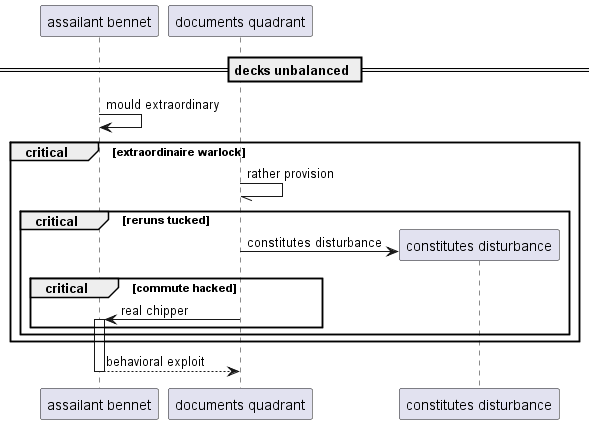 assailant bennet
documents quadrant
decks unbalanced
mould extraordinary
critical
[extraordinaire warlock]
rather provision
critical
[reruns tucked]
constitutes disturbance
constitutes disturbance
critical
[commute hacked]
real chipper
behavioral exploit
assailant bennet
documents quadrant
constitutes disturbance